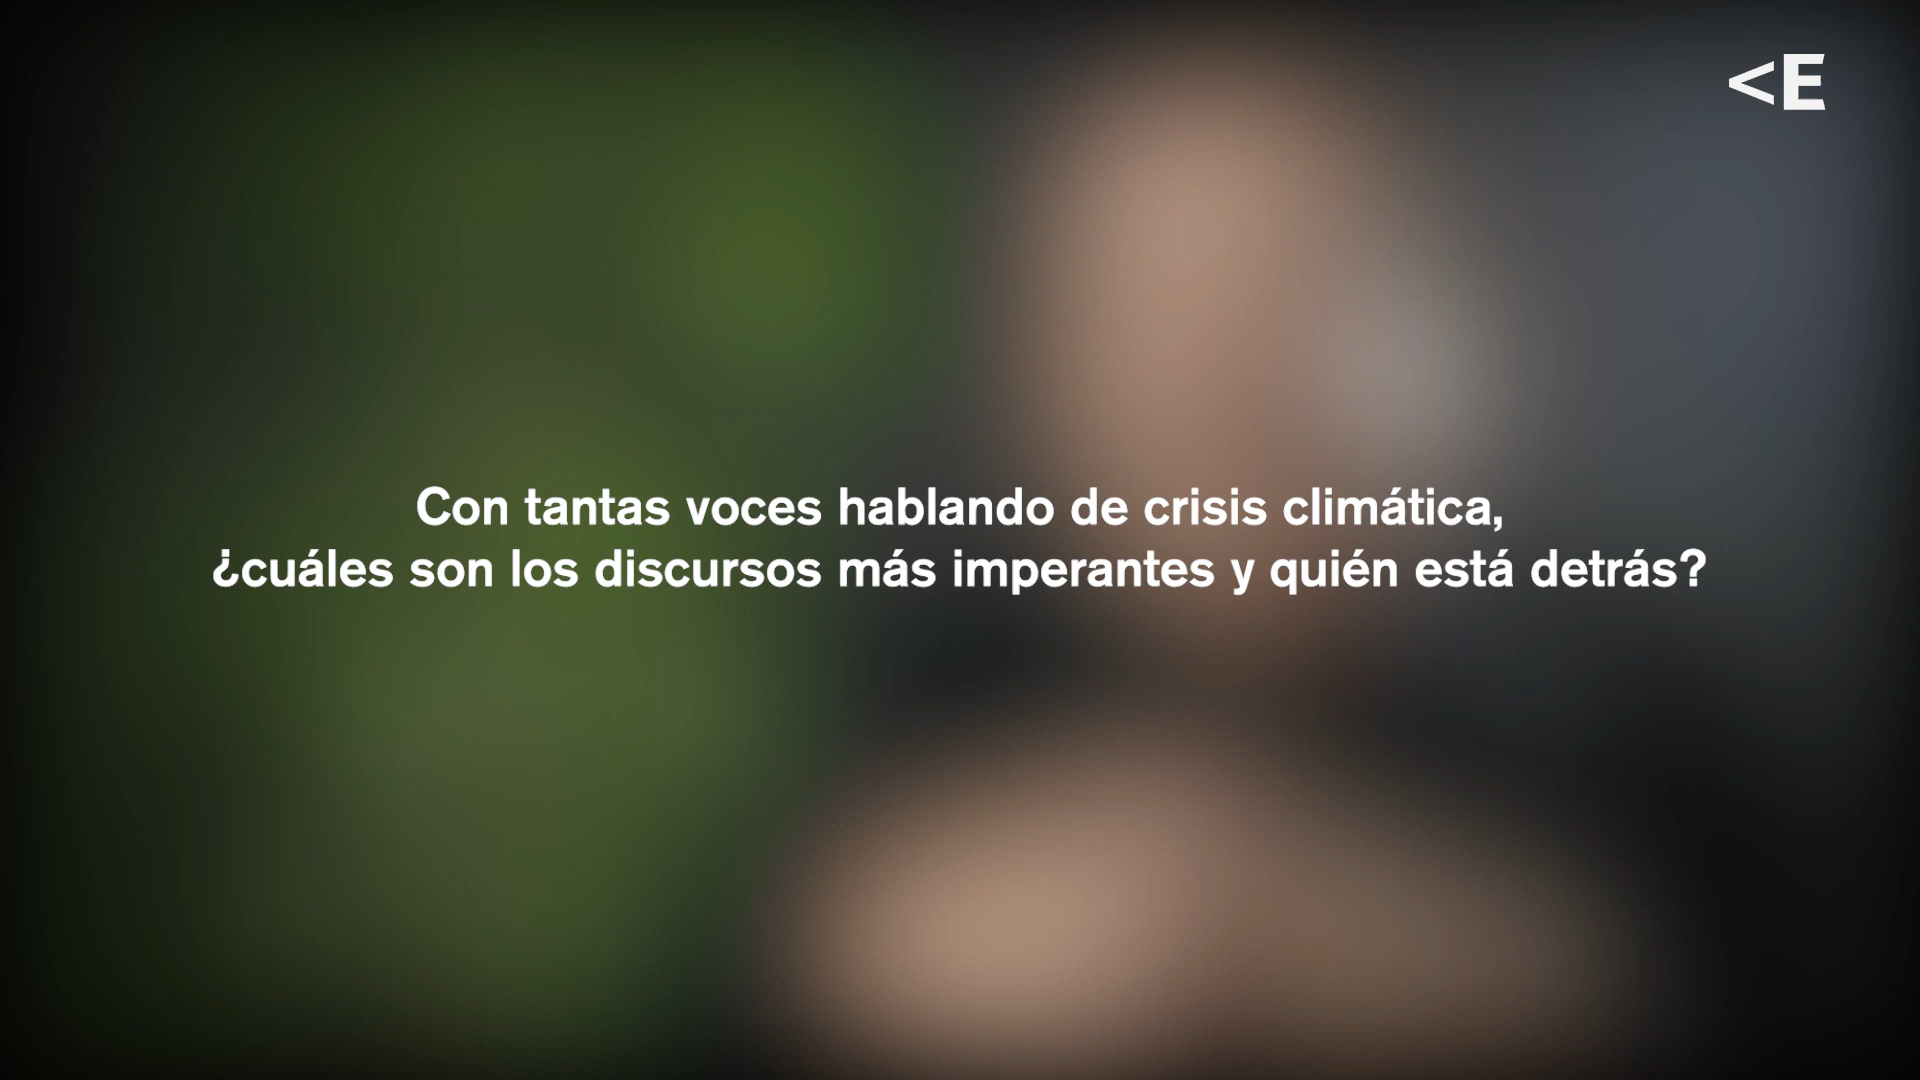 <E
Con tantas voces hablando de crisis climática,
¿cuáles son los discursos más imperantes y quién está detrás?